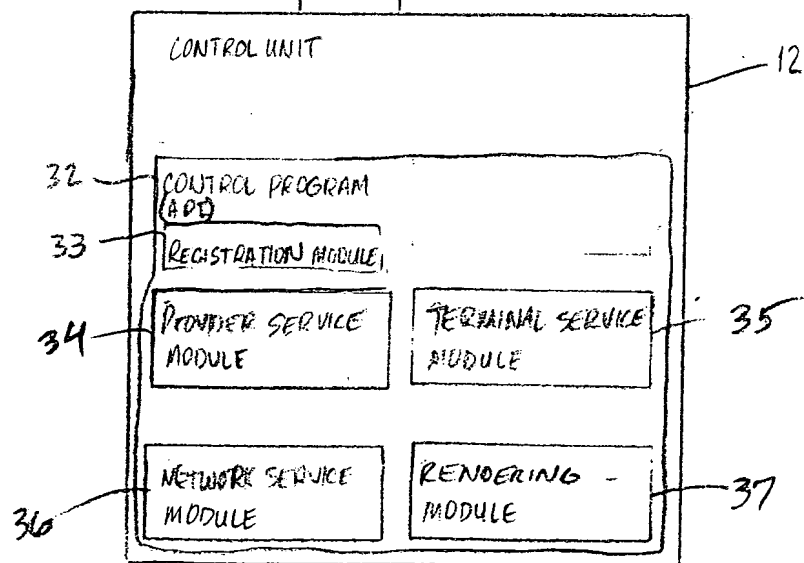 CONTROL UNIT
12
32
CONTROL PROGRAM
(API)
33
REGISTRATION MODULE
34
PROVIDER SERVICE
MODULE
TERMINAL SERVICE
MODULE
35
36
NETWORK SERVICE
MODULE
RENDERING
MODULE
37